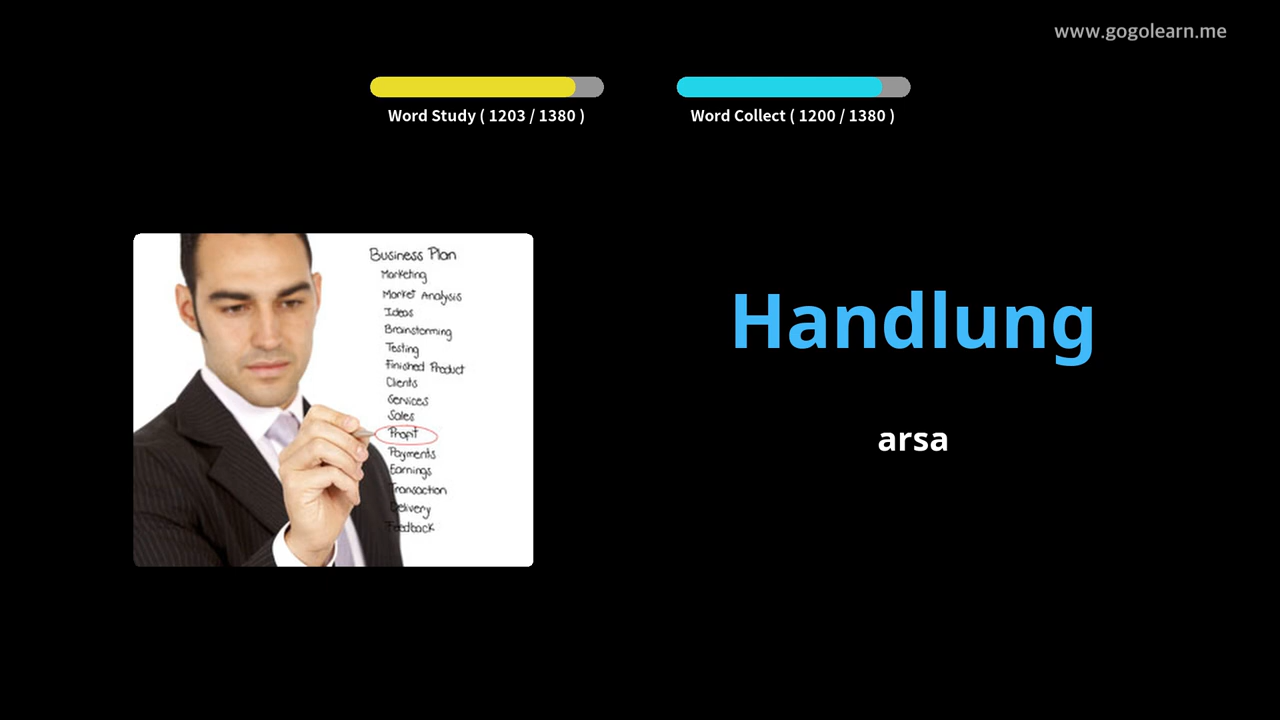 www.gogolearn.me
Word Study ( 1203 / 1380 )
Word Collect ( 1200 / 1380 )
Business Plan
Marketing
Market Analysis
Ideas
Brainstorming
Testing
Finished Product
Clients
Services
Sales
Profit
Payments
Earnings
Transaction
Delivery
Feedback
Handlung
arsa